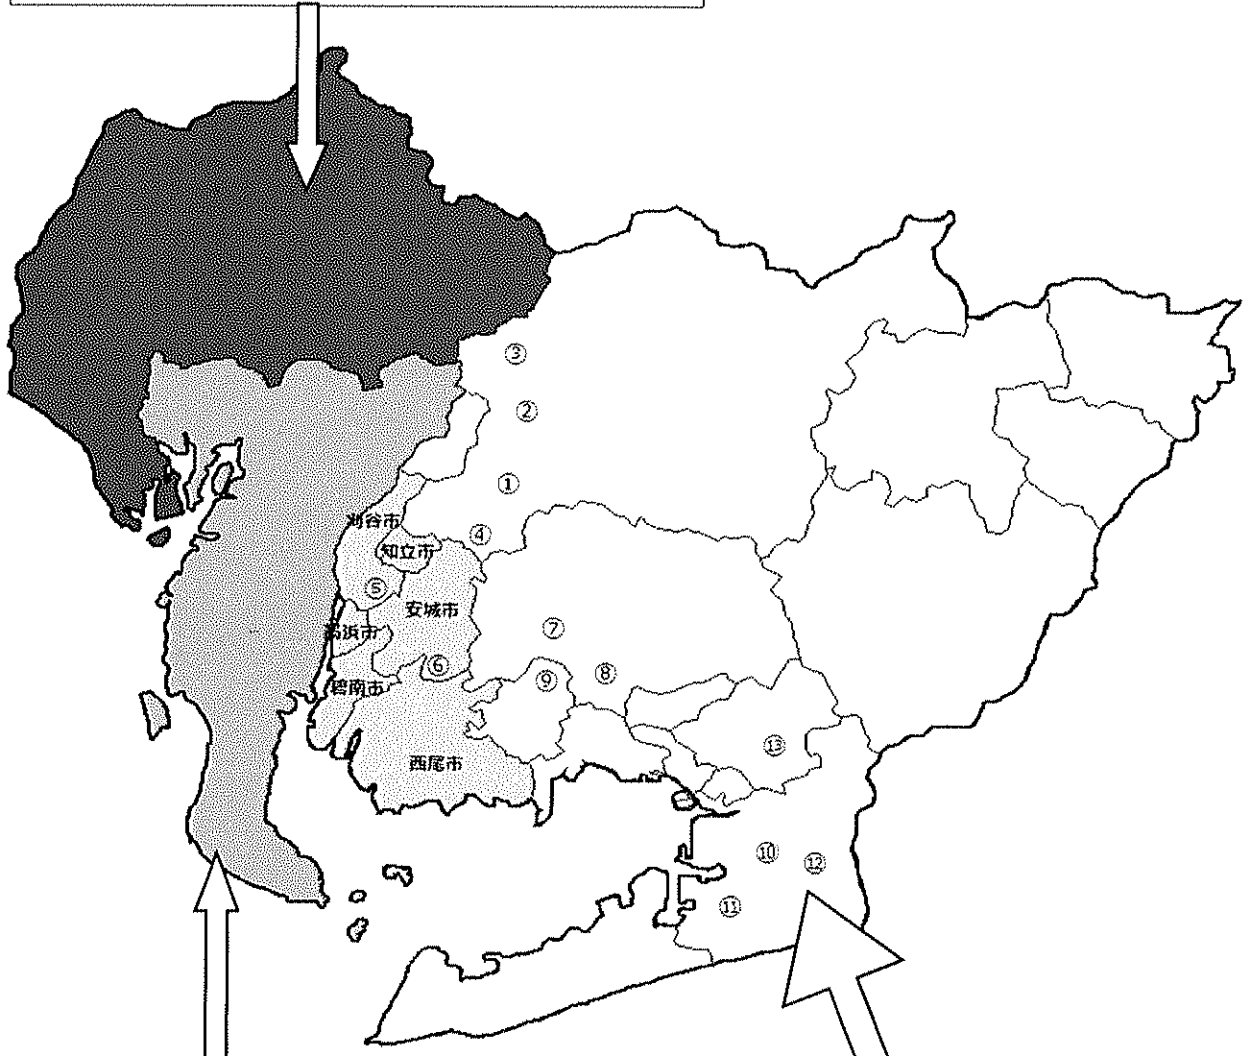 ③
②
①
刈谷市
④
知立市
⑤
安城市
⑦
高浜市
⑥
⑧
⑨
碧南市
⑬
西尾市
⑩
⑫
⑪